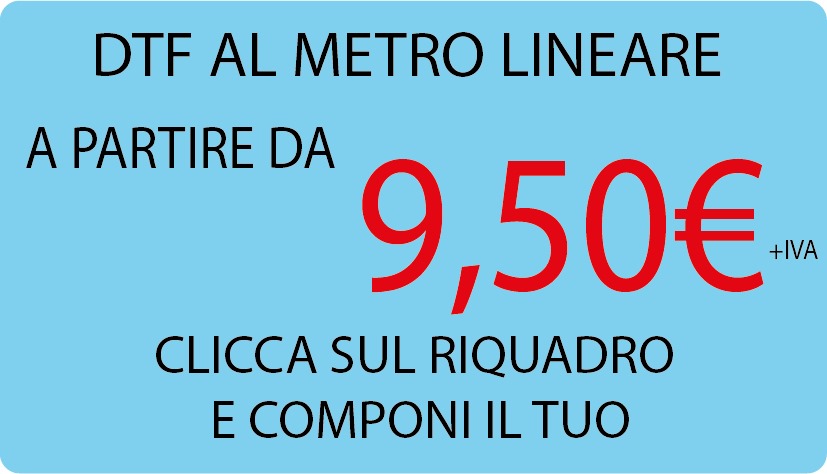 DTF AL METRO LINEARE
A PARTIRE DA
9,50€ +IVA
CLICCA SUL RIQUADRO
E COMPONI IL TUO